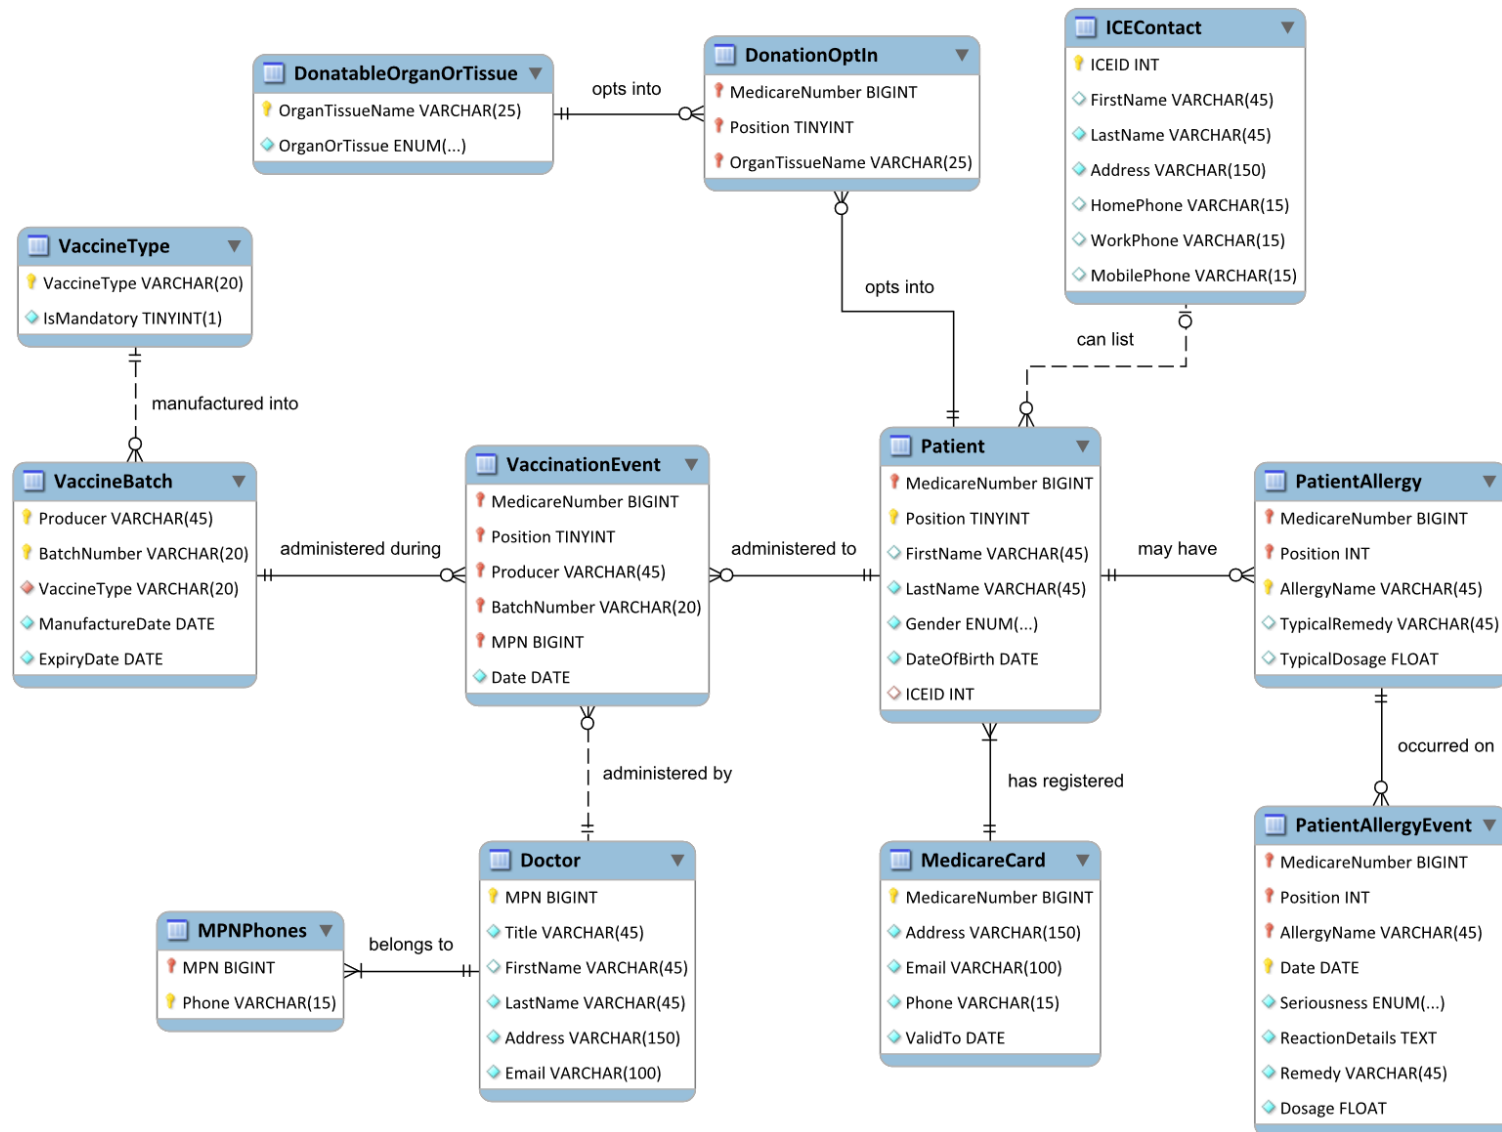 DonatableOrganOrTissue
OrganTissueName VARCHAR(25)
OrganOrTissue ENUM(...)
opts into
DonationOptIn
MedicareNumber BIGINT
Position TINYINT
OrganTissueName VARCHAR(25)
ICEContact
ICEID INT
FirstName VARCHAR(45)
LastName VARCHAR(45)
Address VARCHAR(150)
HomePhone VARCHAR(15)
WorkPhone VARCHAR(15)
MobilePhone VARCHAR(15)
VaccineType
VaccineType VARCHAR(20)
IsMandatory TINYINT(1)
opts into
can list
manufactured into
VaccineBatch
Producer VARCHAR(45)
BatchNumber VARCHAR(20)
VaccineType VARCHAR(20)
ManufactureDate DATE
ExpiryDate DATE
administered during
VaccinationEvent
MedicareNumber BIGINT
Position TINYINT
Producer VARCHAR(45)
BatchNumber VARCHAR(20)
MPN BIGINT
Date DATE
administered to
Patient
MedicareNumber BIGINT
Position TINYINT
FirstName VARCHAR(45)
LastName VARCHAR(45)
Gender ENUM(...)
DateOfBirth DATE
ICEID INT
may have
PatientAllergy
MedicareNumber BIGINT
Position INT
AllergyName VARCHAR(45)
TypicalRemedy VARCHAR(45)
TypicalDosage FLOAT
administered by
has registered
occurred on
MPNPhones
MPN BIGINT
Phone VARCHAR(15)
belongs to
Doctor
MPN BIGINT
Title VARCHAR(45)
FirstName VARCHAR(45)
LastName VARCHAR(45)
Address VARCHAR(150)
Email VARCHAR(100)
MedicareCard
MedicareNumber BIGINT
Address VARCHAR(150)
Email VARCHAR(100)
Phone VARCHAR(15)
ValidTo DATE
PatientAllergyEvent
MedicareNumber BIGINT
Position INT
AllergyName VARCHAR(45)
Date DATE
Seriousness ENUM(...)
ReactionDetails TEXT
Remedy VARCHAR(45)
Dosage FLOAT